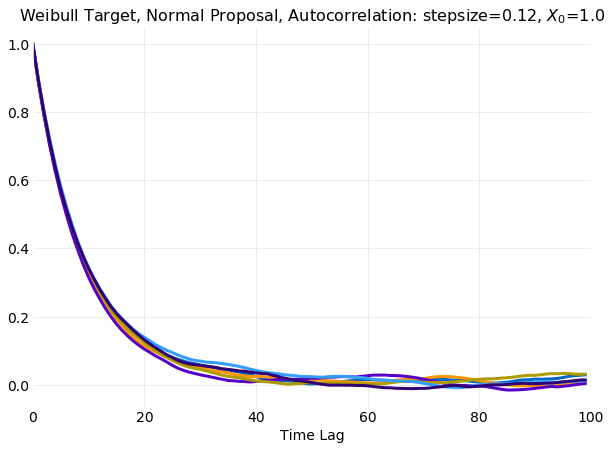 Weibull Target, Normal Proposal, Autocorrelation: stepsize=0.12, X₀=1.0
1.0
0.8
0.6
0.4
0.2
0.0
0 20 40 60 80 100
Time Lag